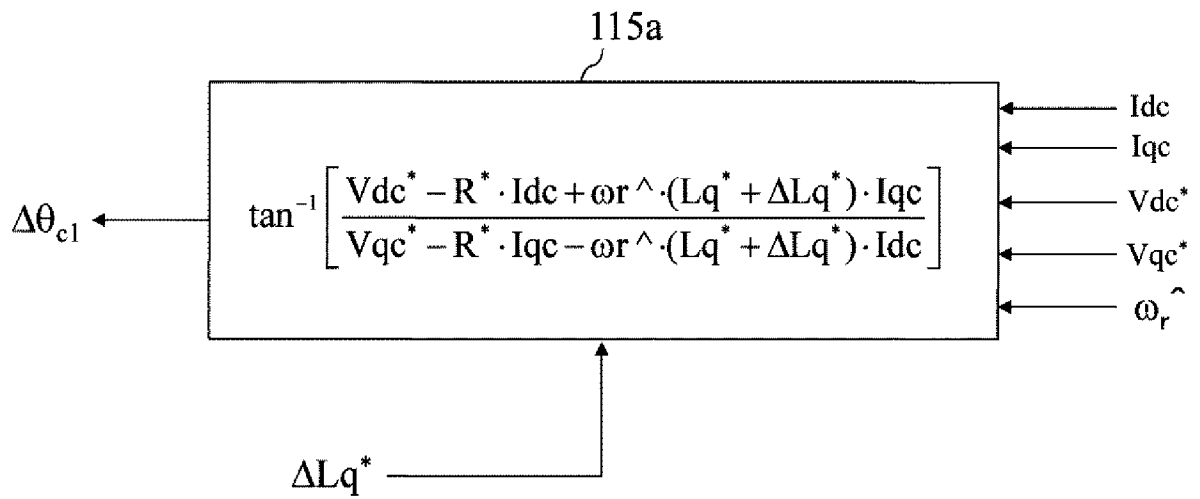 115a
Idc
Iqc
Vdc*
Vqc*
ωr^
Δθc1
tan⁻¹[ Vdc* − R* · Idc + ωr^·(Lq* + ΔLq*) · Iqc
Vqc* − R* · Iqc − ωr^·(Lq* + ΔLq*) · Idc ]
ΔLq*